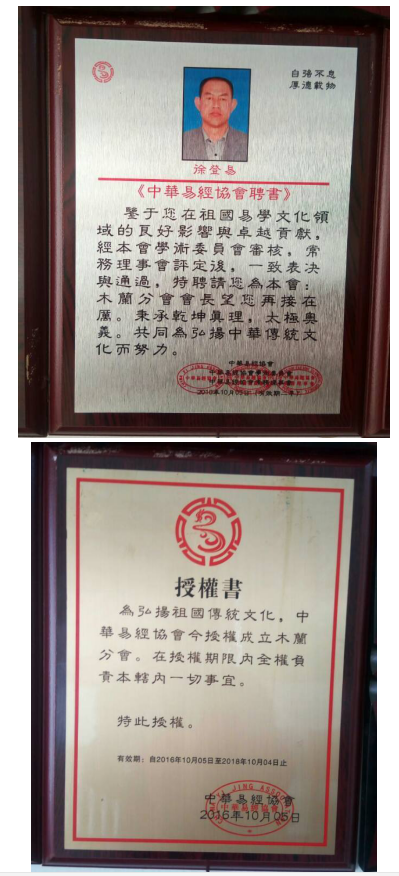 自强不息
厚德載物
徐登易
《中華易經協會聘書》
鑒于您在祖國易學文化領
域的良好影響與卓越貢獻，
經本會學術委員會審核，常
務理事會評定後，一致表决
與通過，特聘請您為本會：
木蘭分會會長望您再接在
厲。秉承乾坤真理，太極奥
義。共同為弘揚中華傳統文
化而努力。
中華易經協會
授權書
為弘揚祖國傳統文化，中
華易經協會今授權成立木蘭
分會。在授權期限內全權負
責本轄內一切事宜。
特此授權。
有效期：自2016年10月05日至2018年10月04日止
中華易經協會
2016年10月05日